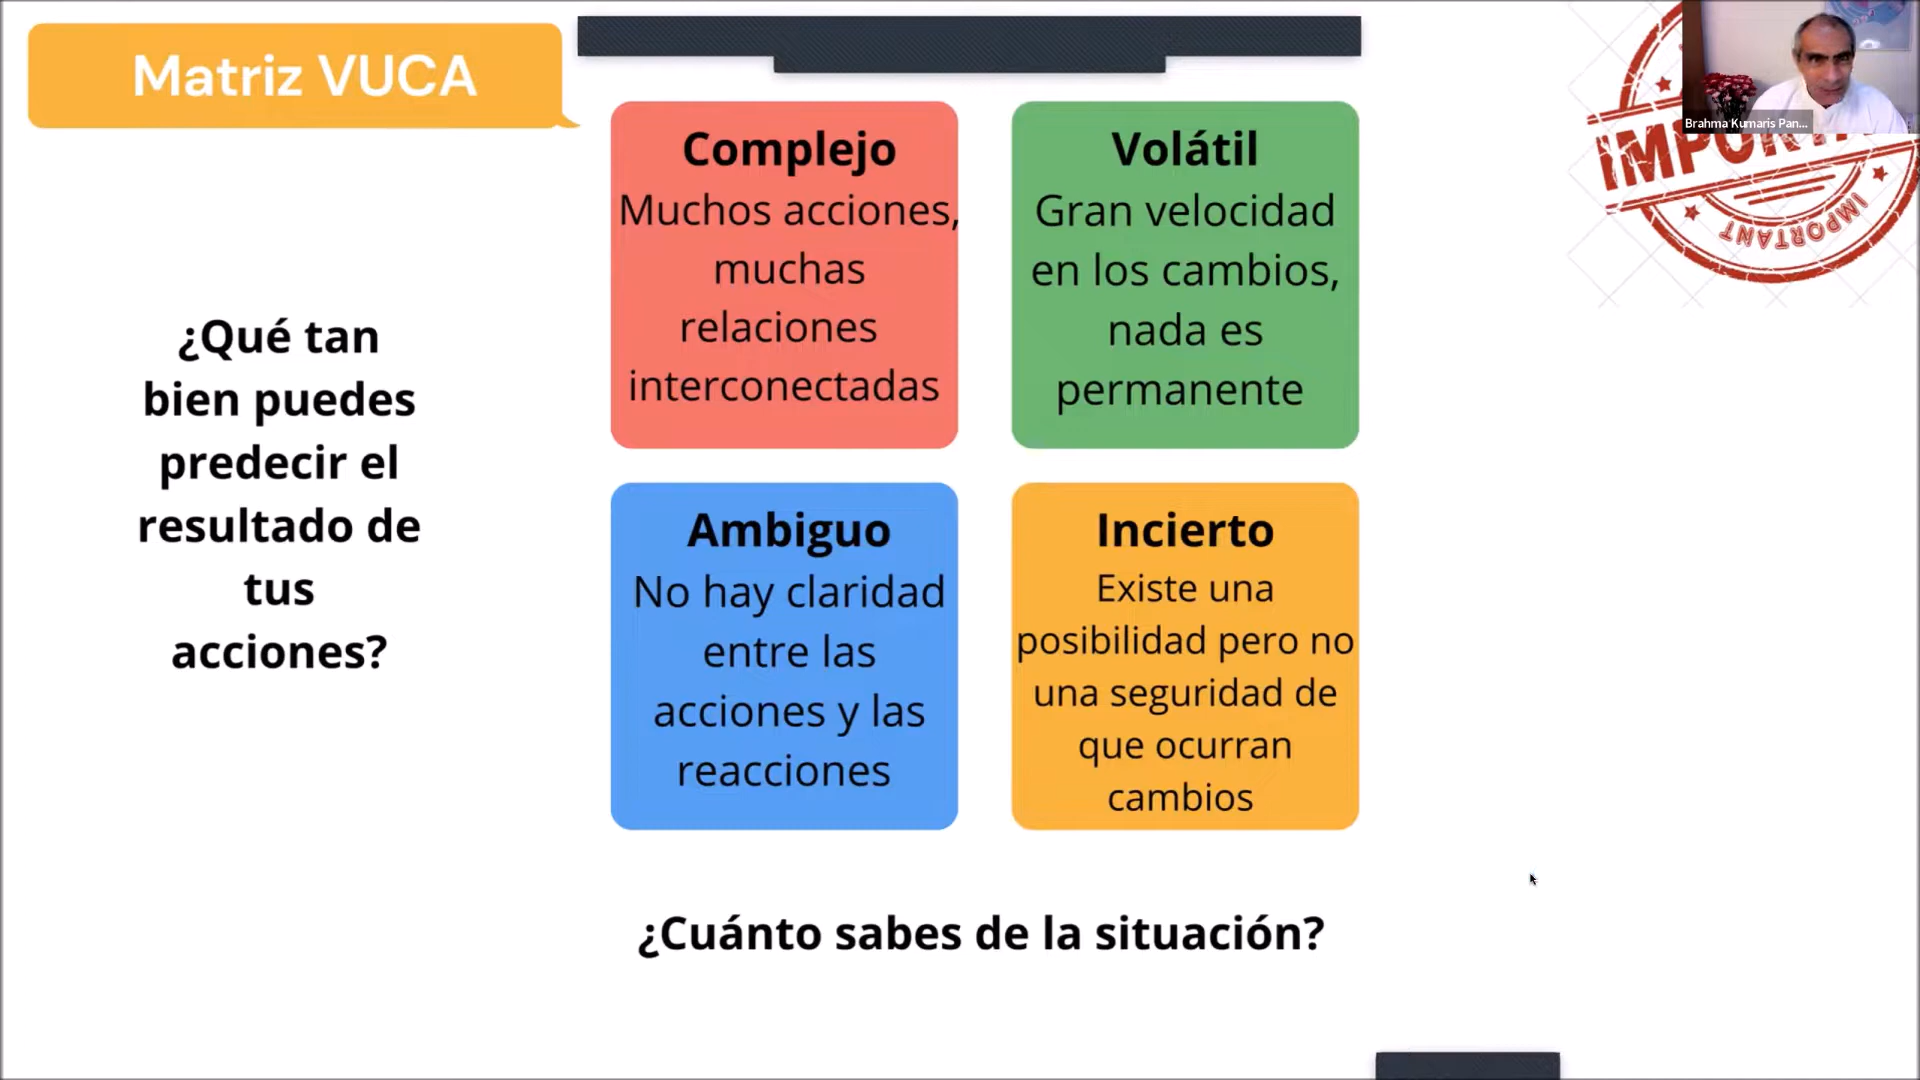 Matriz VUCA
Brahma Kumaris Pan...
IMPORTANT
¿Qué tan
bien puedes
predecir el
resultado de
tus
acciones?
Complejo
Muchos acciones,
muchas
relaciones
interconectadas
Volátil
Gran velocidad
en los cambios,
nada es
permanente
Ambiguo
No hay claridad
entre las
acciones y las
reacciones
Incierto
Existe una
posibilidad pero no
una seguridad de
que ocurran
cambios
¿Cuánto sabes de la situación?